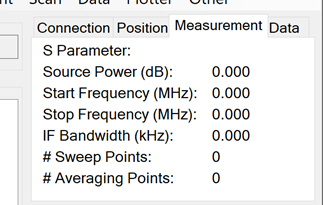 Scan Data Plotter Other
Connection Position Measurement Data
S Parameter:
Source Power (dB): 0.000
Start Frequency (MHz): 0.000
Stop Frequency (MHz): 0.000
IF Bandwidth (kHz): 0.000
# Sweep Points: 0
# Averaging Points: 0